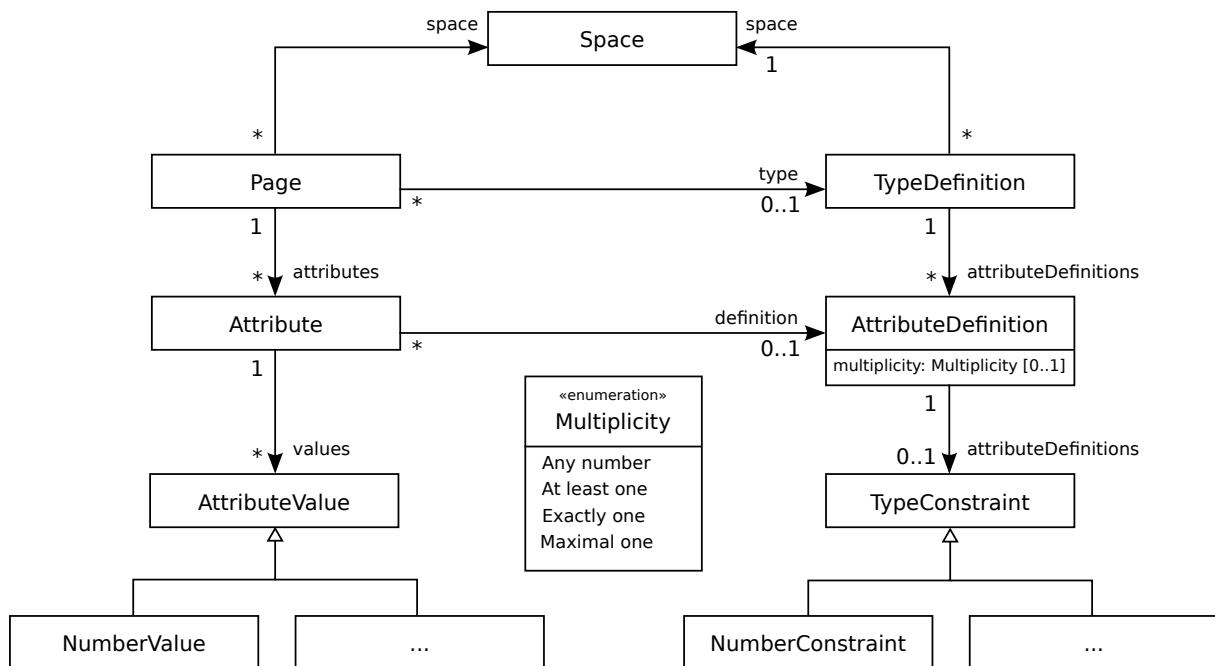 space
Space
space
1
*
*
Page
type
TypeDefinition
*
0..1
1
1
*
attributes
*
attributeDefinitions
Attribute
definition
AttributeDefinition
*
0..1
multiplicity: Multiplicity [0..1]
1
«enumeration»
1
Multiplicity
*
values
0..1
attributeDefinitions
Any number
At least one
Exactly one
Maximal one
AttributeValue
TypeConstraint
NumberValue
...
NumberConstraint
...